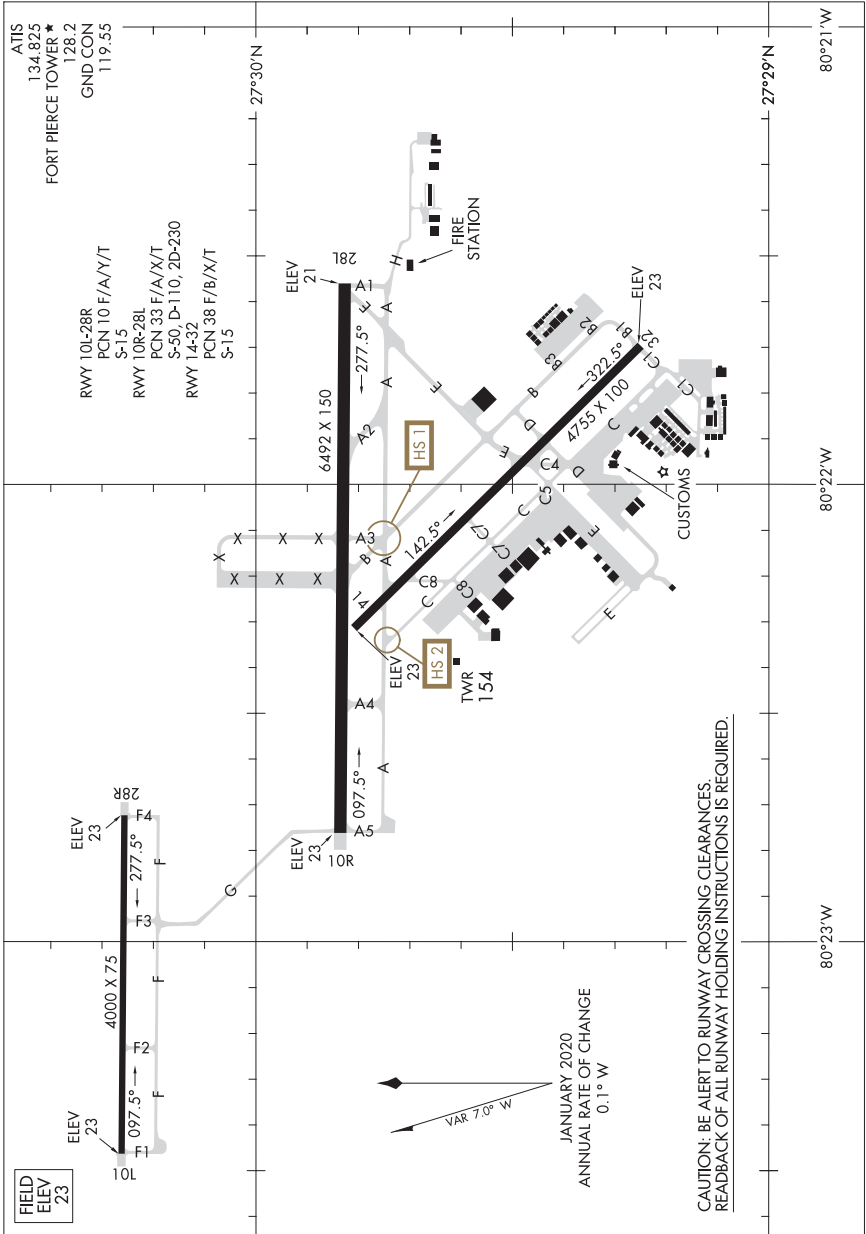 FIELD
ELEV
23
ATIS
134.825
FORT PIERCE TOWER ★
128.2
GND CON
119.55
RWY 10L-28R
PCN 10 F/A/Y/T
S-15
RWY 10R-28L
PCN 33 F/A/X/T
S-50, D-110, 2D-230
RWY 14-32
PCN 38 F/B/X/T
S-15
27°30'N
27°29'N
80°21'W
80°22'W
80°23'W
ELEV
23
10L
097.5°
4000 X 75
277.5°
28R
ELEV
23
F1
F2
F3
F4
F
F
F
G
ELEV
23
10R
097.5°
6492 X 150
277.5°
28L
ELEV
21
A5
A4
A3
A2
A1
A
A
A
A
X
X
X
X
X
X
X
B
HS 1
HS 2
14
ELEV
23
142.5°
4755 X 100
322.5°
32
ELEV
23
TWR
154
E
E
E
E
E
H
FIRE
STATION
B
B3
B2
B1
D
D
C
C8
C8
C7
C7
C
C5
C4
C
C1
C1
CUSTOMS
VAR 7.0° W
JANUARY 2020
ANNUAL RATE OF CHANGE
0.1° W
CAUTION: BE ALERT TO RUNWAY CROSSING CLEARANCES.
READBACK OF ALL RUNWAY HOLDING INSTRUCTIONS IS REQUIRED.